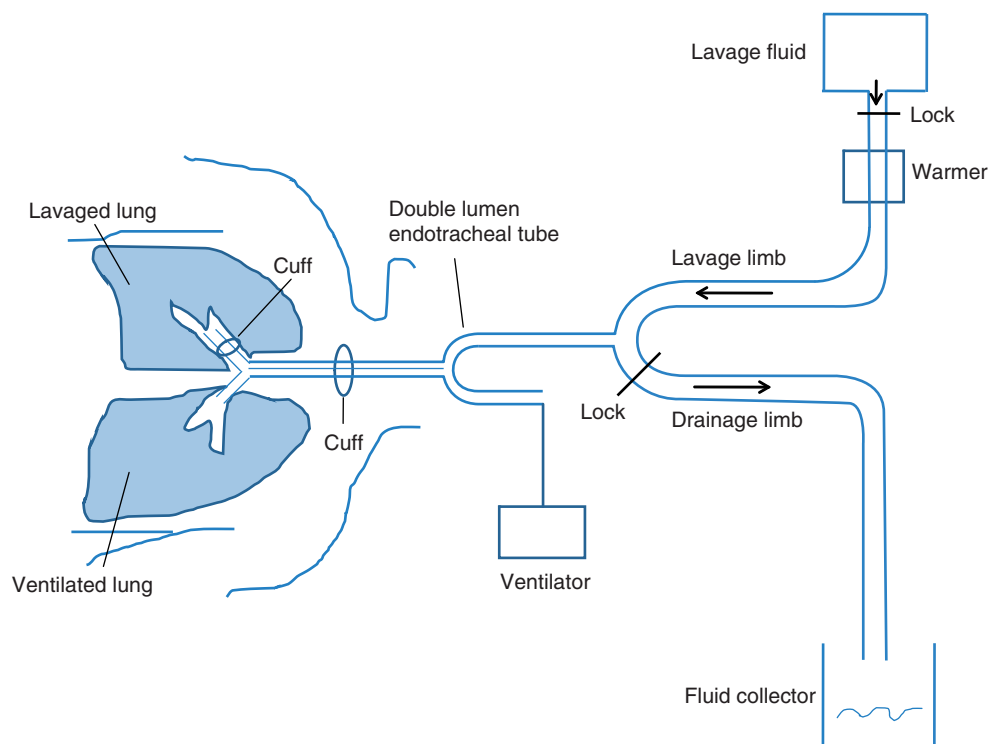 Lavage fluid
Lock
Warmer
Lavaged lung
Double lumen
endotracheal tube
Cuff
Lavage limb
Lock
Drainage limb
Cuff
Ventilated lung
Ventilator
Fluid collector